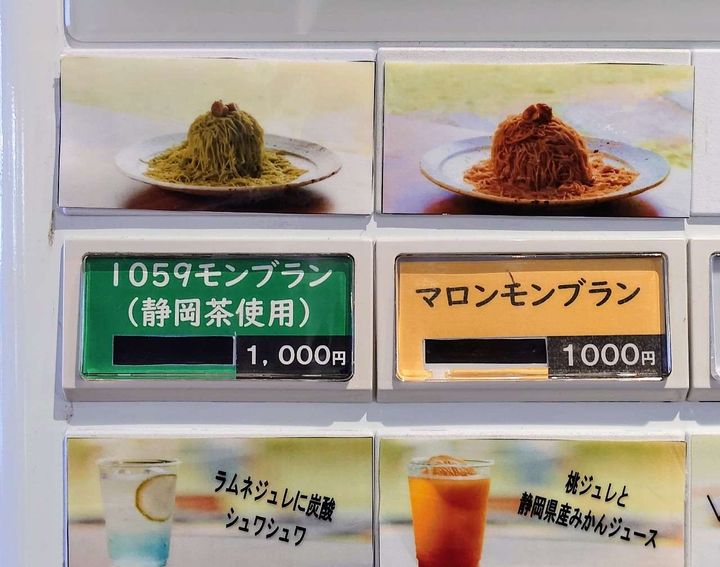 1059モンブラン
(静岡茶使用)
1,000円
マロンモンブラン
1000円
ラムネジュレに炭酸
シュワシュワ
桃ジュレと
静岡県産みかんジュース